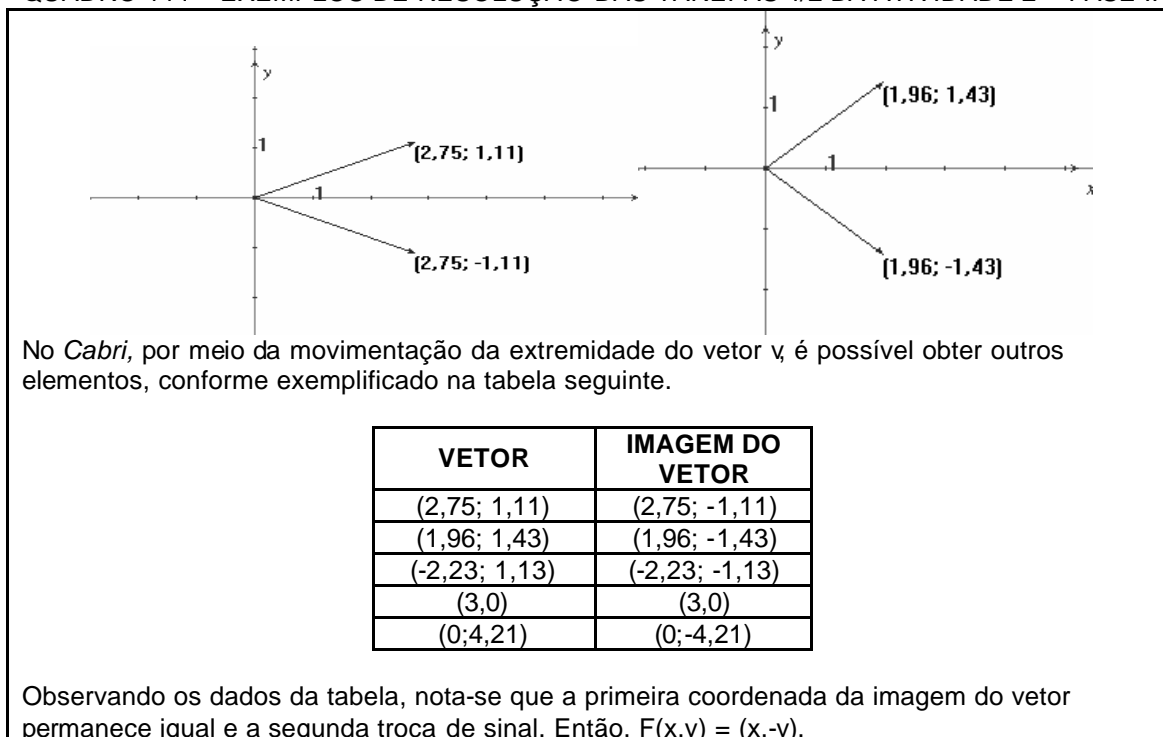 y
1
(2,75; 1,11)
1
(2,75; -1,11)
y
1
(1,96; 1,43)
1
x
(1,96; -1,43)
No Cabri, por meio da movimentação da extremidade do vetor v, é possível obter outros
elementos, conforme exemplificado na tabela seguinte.
VETOR
IMAGEM DO
VETOR
(2,75; 1,11) (2,75; -1,11)
(1,96; 1,43) (1,96; -1,43)
(-2,23; 1,13) (-2,23; -1,13)
(3,0) (3,0)
(0;4,21) (0;-4,21)
Observando os dados da tabela, nota-se que a primeira coordenada da imagem do vetor
permanece igual e a segunda troca de sinal. Então, F(x,y) = (x,-y).